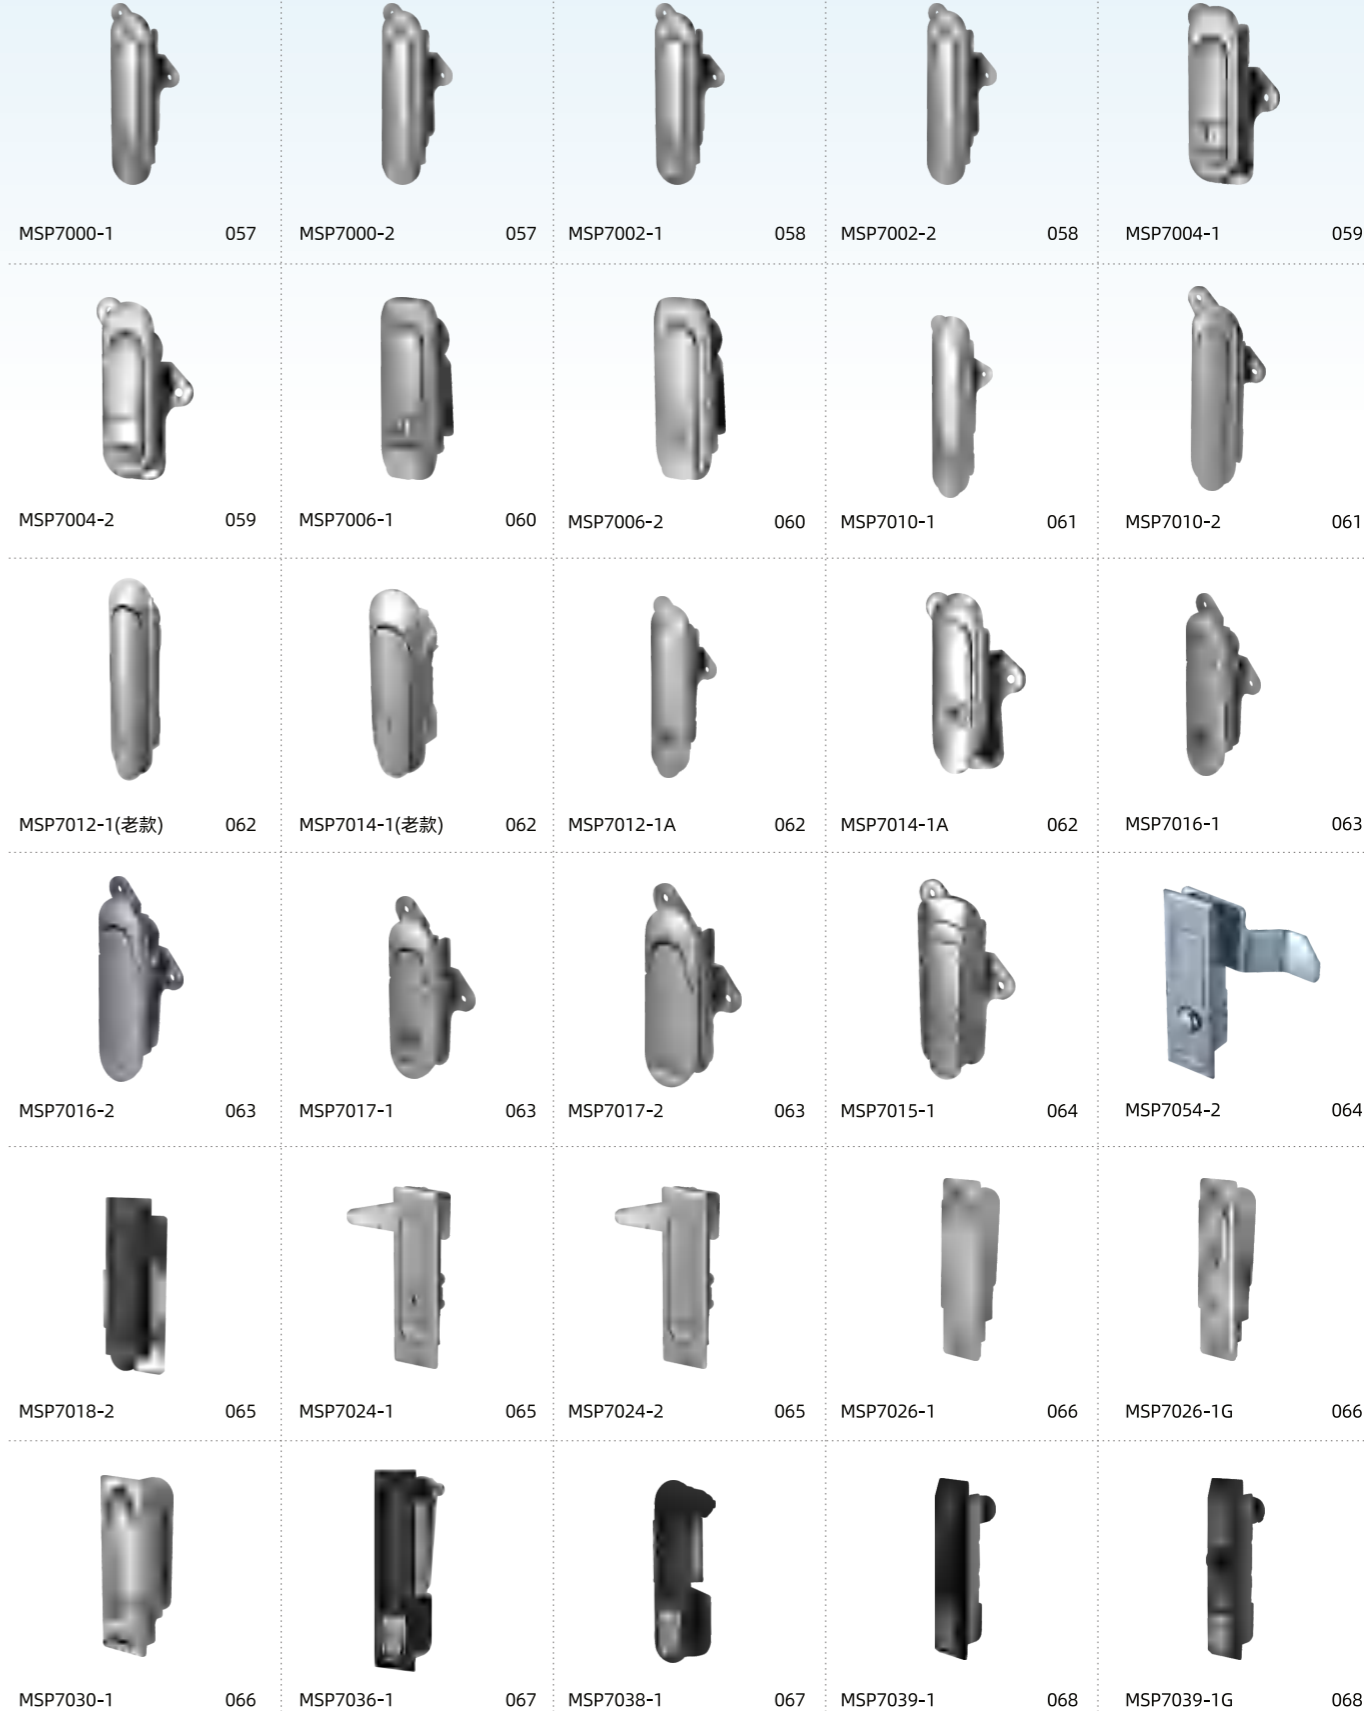 MSP7000-1 057 MSP7000-2 057 MSP7002-1 058 MSP7002-2 058 MSP7004-1 059
MSP7004-2 059 MSP7006-1 060 MSP7006-2 060 MSP7010-1 061 MSP7010-2 061
MSP7012-1(老款) 062 MSP7014-1(老款) 062 MSP7012-1A 062 MSP7014-1A 062 MSP7016-1 063
MSP7016-2 063 MSP7017-1 063 MSP7017-2 063 MSP7015-1 064 MSP7054-2 064
MSP7018-2 065 MSP7024-1 065 MSP7024-2 065 MSP7026-1 066 MSP7026-1G 066
MSP7030-1 066 MSP7036-1 067 MSP7038-1 067 MSP7039-1 068 MSP7039-1G 068